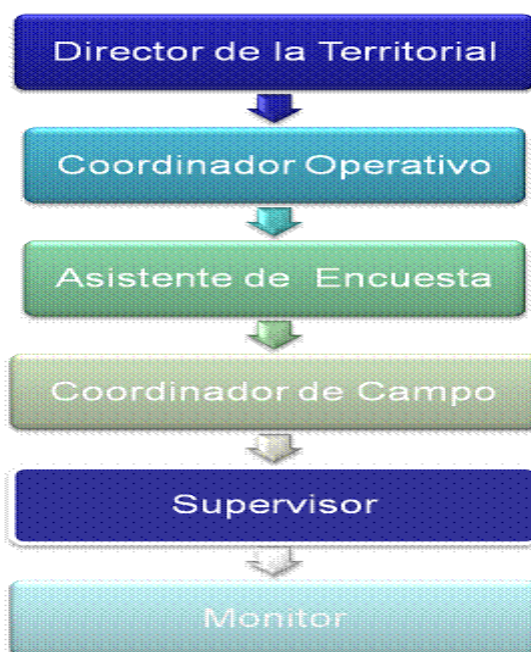 Director de la Territorial
Coordinador Operativo
Asistente de Encuesta
Coordinador de Campo
Supervisor
Monitor